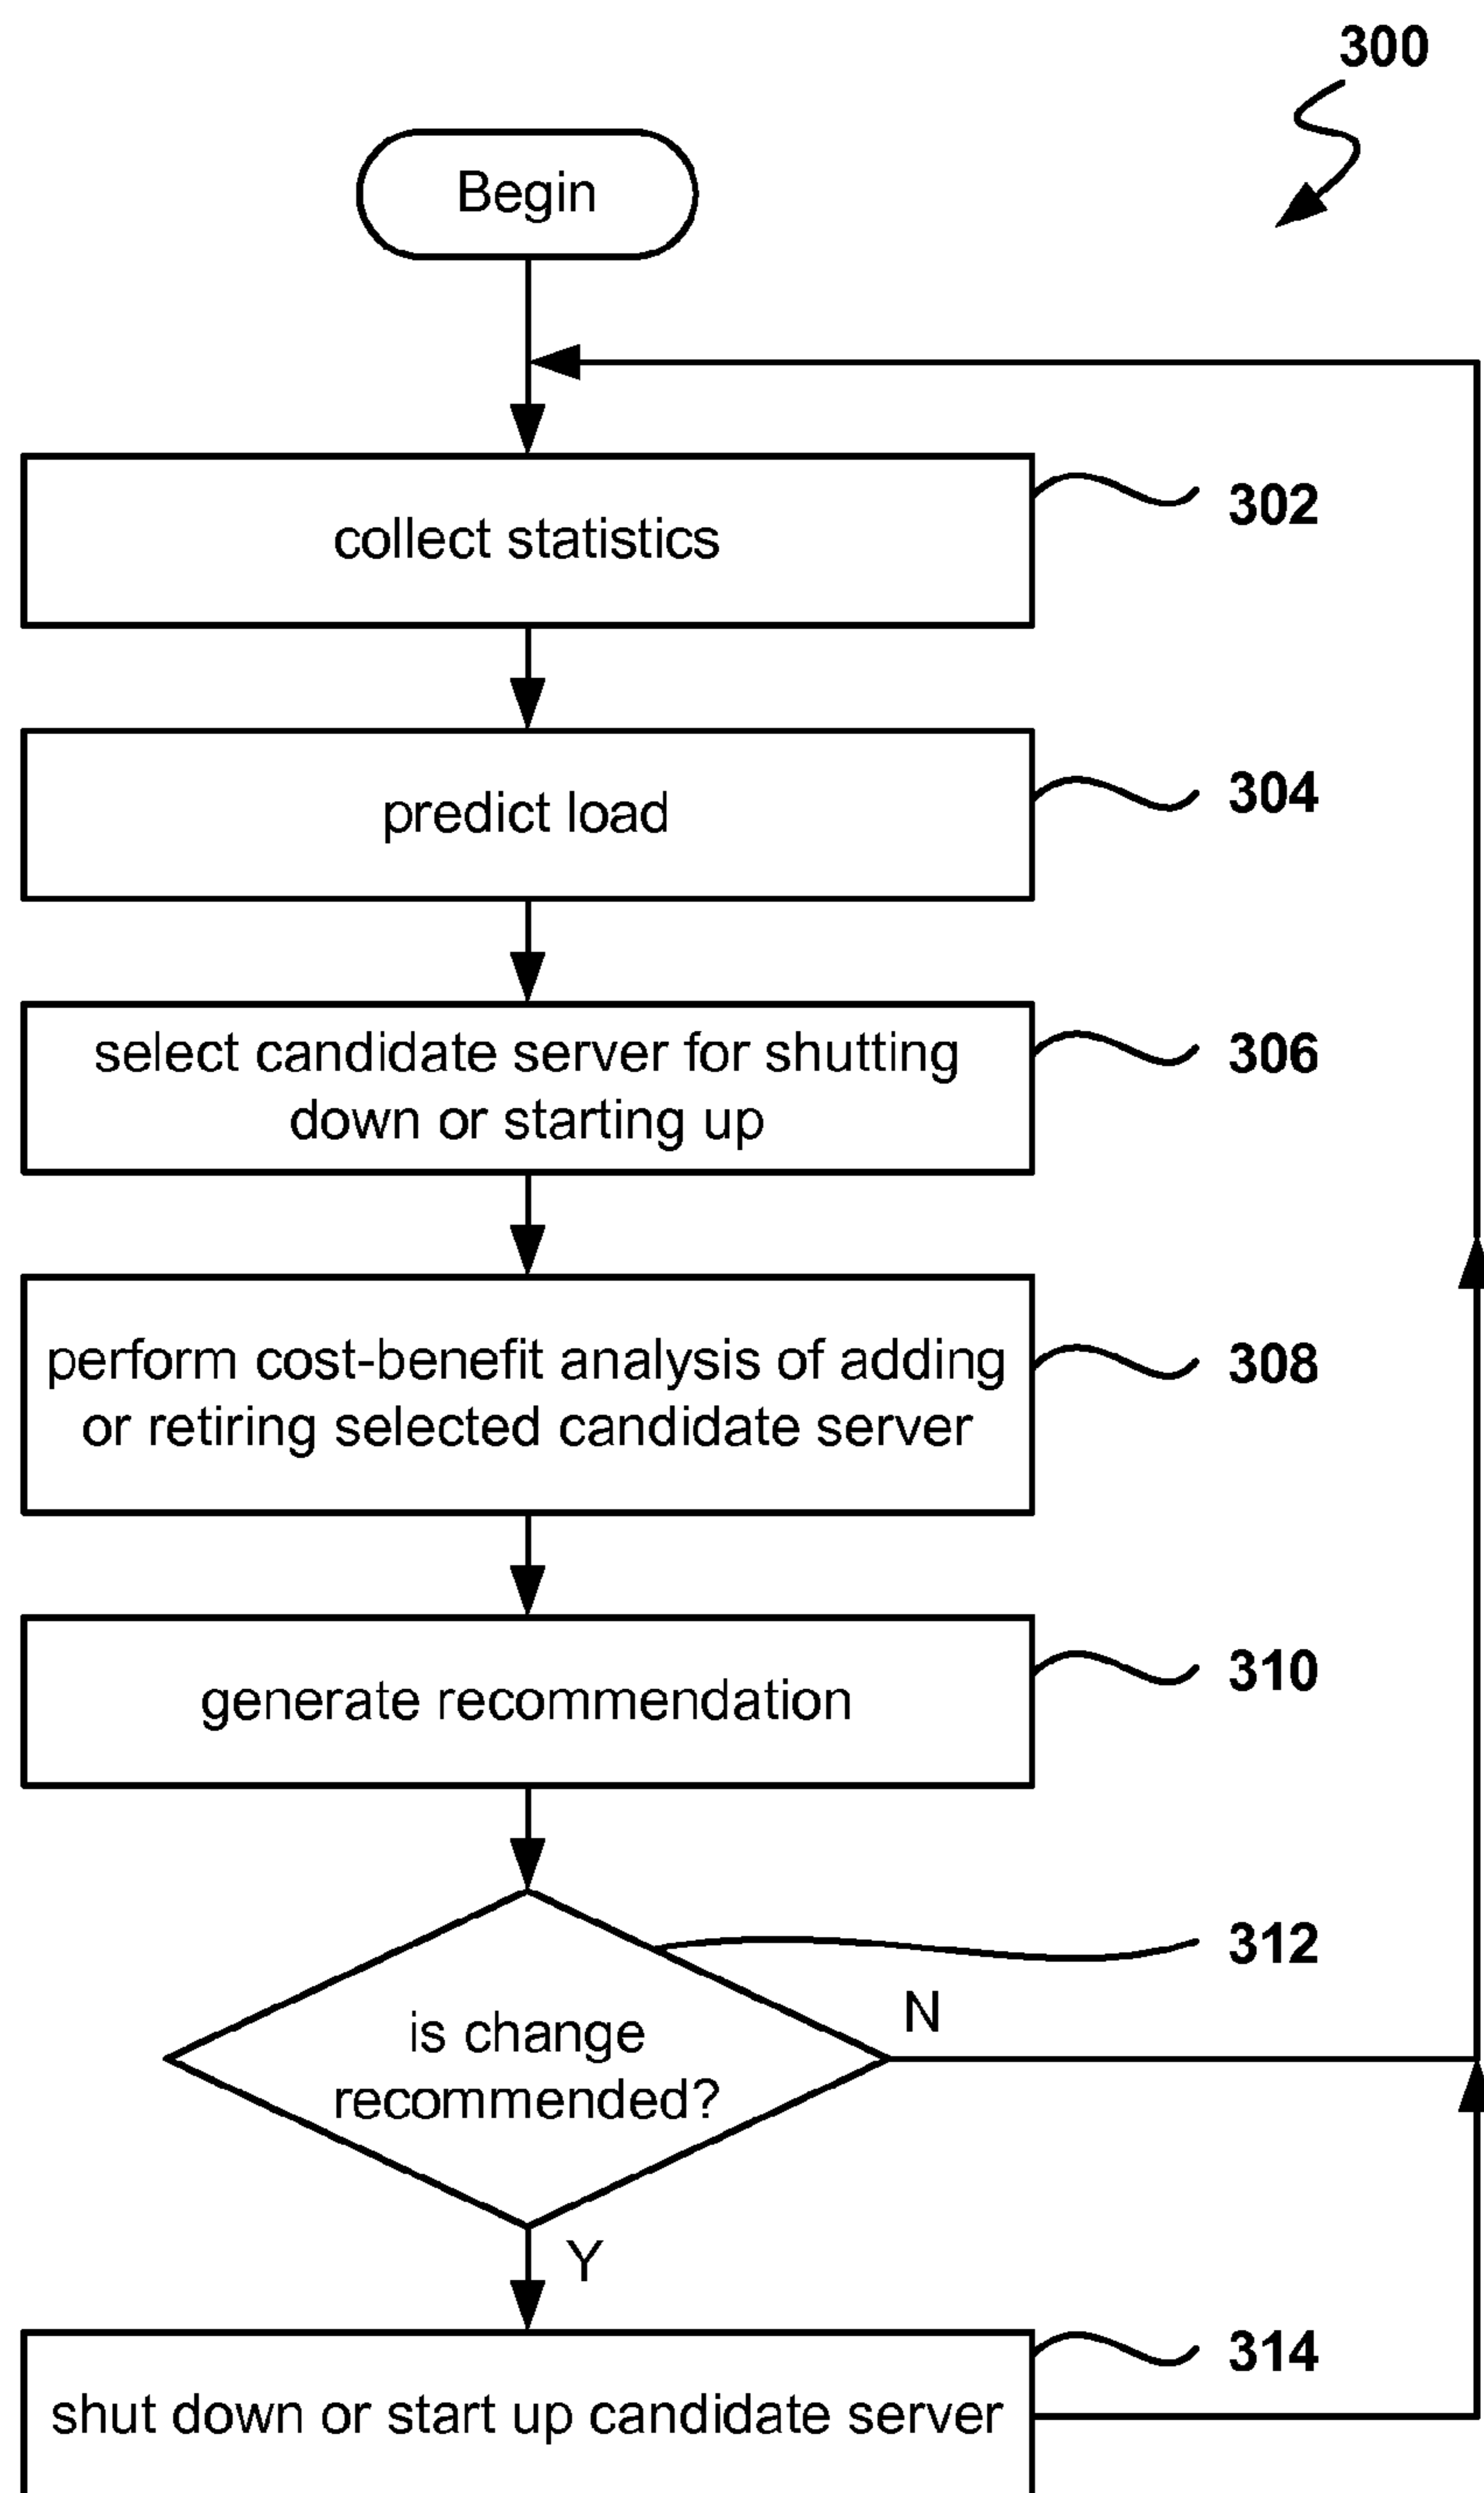 300
Begin
collect statistics
302
predict load
304
select candidate server for shutting
down or starting up
306
perform cost-benefit analysis of adding
or retiring selected candidate server
308
generate recommendation
310
312
N
is change
recommended?
Y
314
shut down or start up candidate server